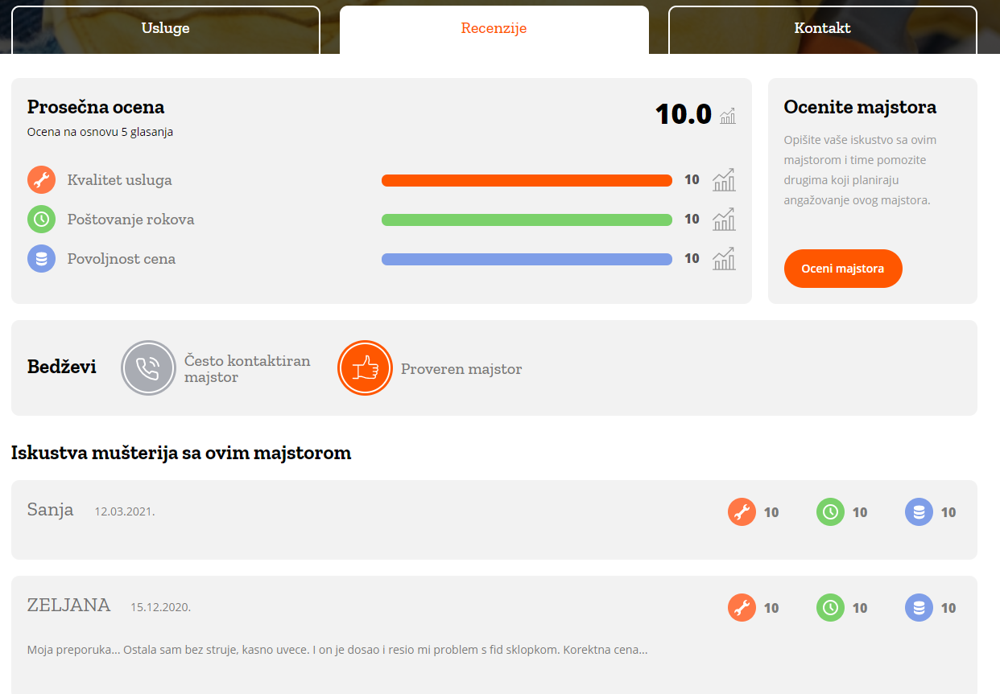 Usluge
Recenzije
Kontakt
Prosečna ocena
10.0
Ocena na osnovu 5 glasanja
Kvalitet usluga
10
Poštovanje rokova
10
Povoljnost cena
10
Ocenite majstora
Opišite vaše iskustvo sa ovim
majstorom i time pomozite
drugima koji planiraju
angažovanje ovog majstora.
Oceni majstora
Bedževi
Često kontaktiran
majstor
Proveren majstor
Iskustva mušterija sa ovim majstorom
Sanja 12.03.2021. 10 10 10
ZELJANA 15.12.2020. 10 10 10
Moja preporuka... Ostala sam bez struje, kasno uvece. I on je dosao i resio mi problem s fid sklopkom. Korektna cena...